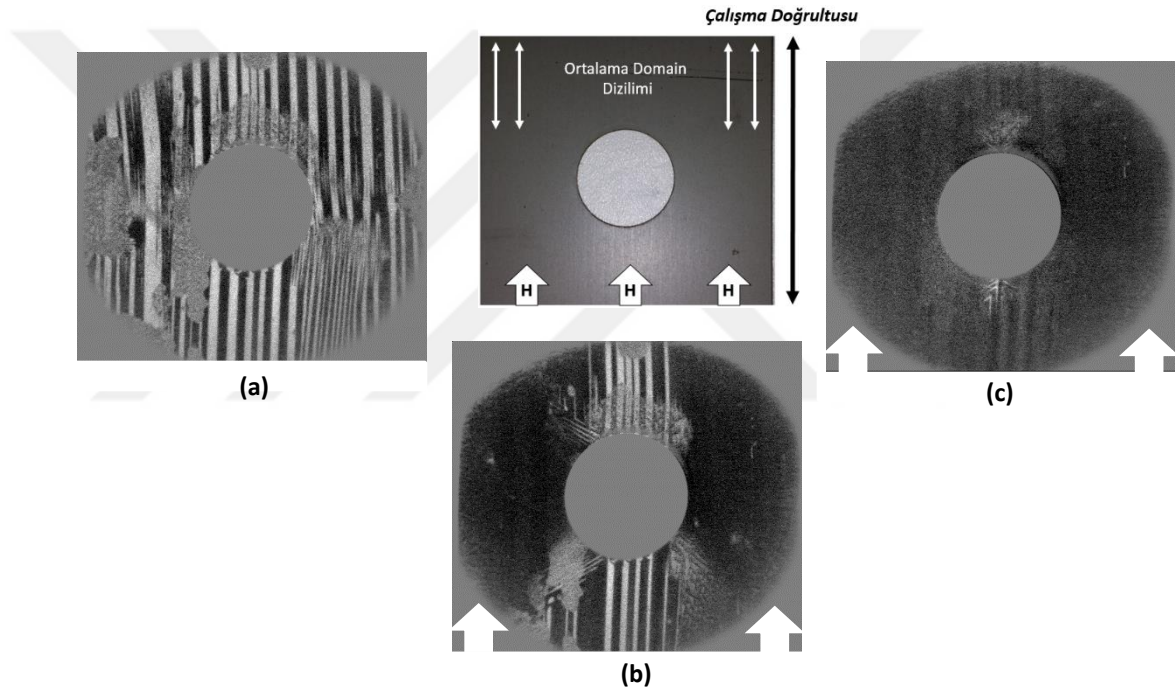 Çalışma Doğrultusu
Ortalama Domain
Dizilimi
H H H
(a)
(c)
(b)